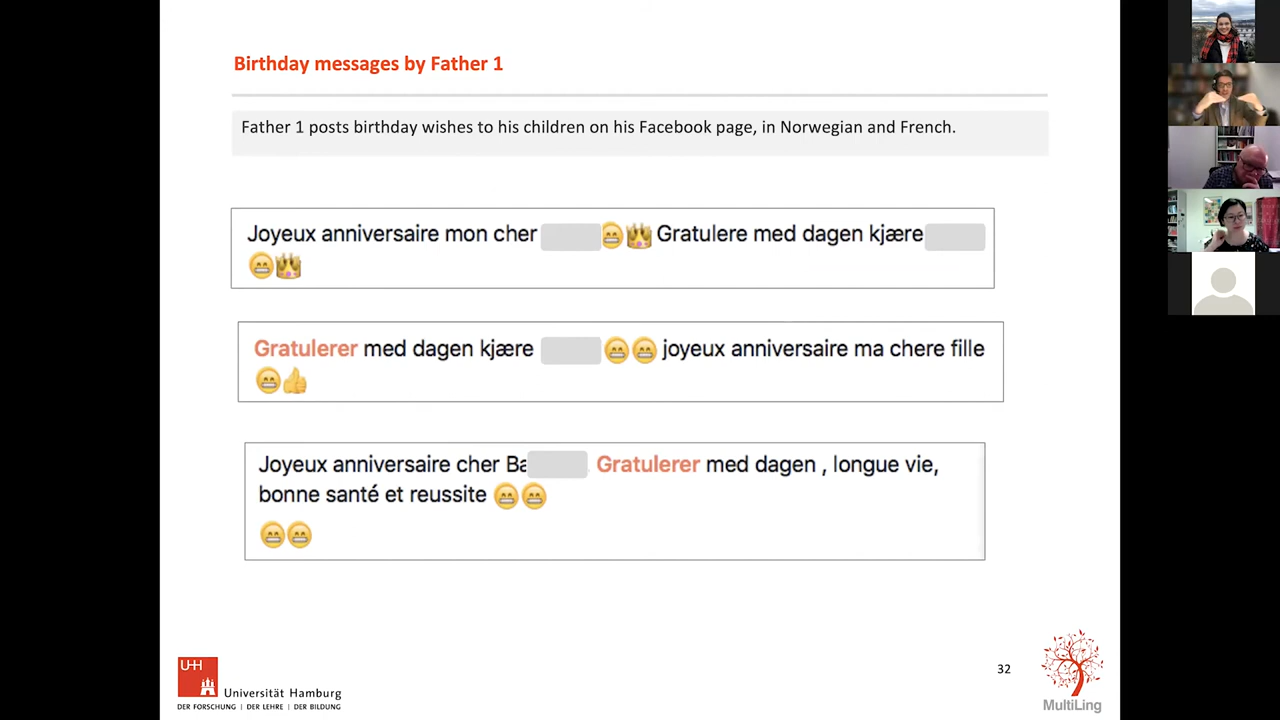 Birthday messages by Father 1
Father 1 posts birthday wishes to his children on his Facebook page, in Norwegian and French.
Joyeux anniversaire mon cher 😁👑 Gratulere med dagen kjære
😁👑
Gratulerer med dagen kjære 😁😁 joyeux anniversaire ma chere fille
😁👍
Joyeux anniversaire cher Ba Gratulerer med dagen , longue vie,
bonne santé et reussite 😁😁
😁😁
32
UHH
Universität Hamburg
DER FORSCHUNG | DER LEHRE | DER BILDUNG
MultiLing